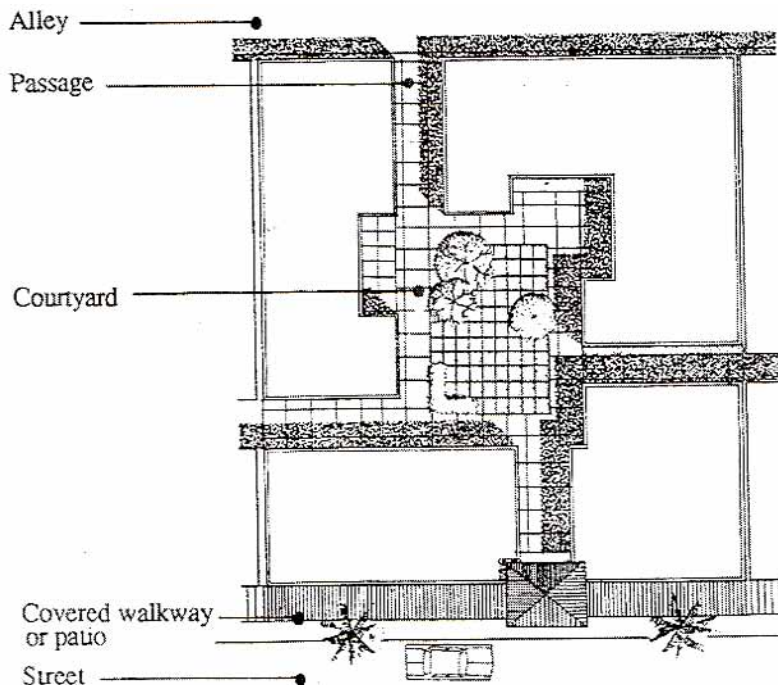 Alley
Passage
Courtyard
Covered walkway
or patio
Street